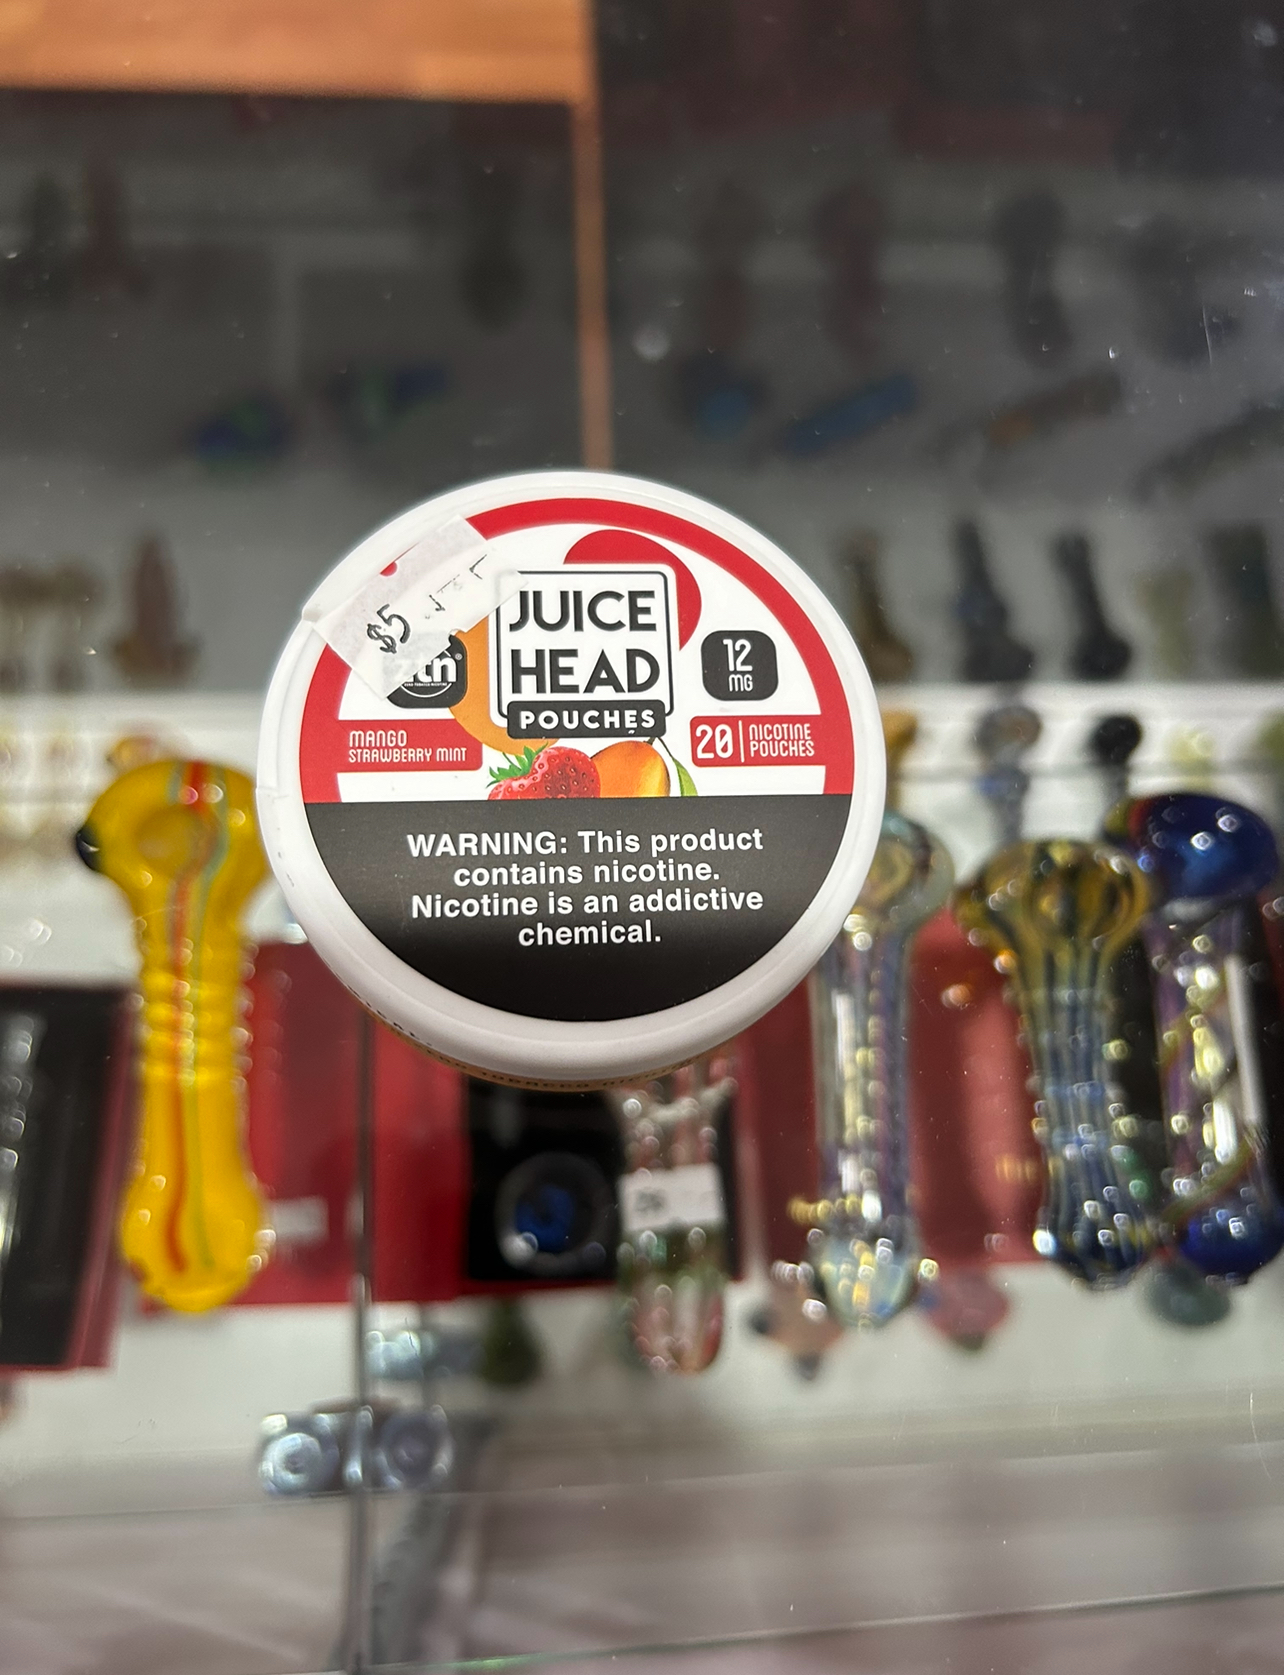 $5
JUICE
HEAD
POUCHES
ztn
12
MG
MANGO
STRAWBERRY MINT
20 | NICOTINE
POUCHES
WARNING: This product
contains nicotine.
Nicotine is an addictive
chemical.